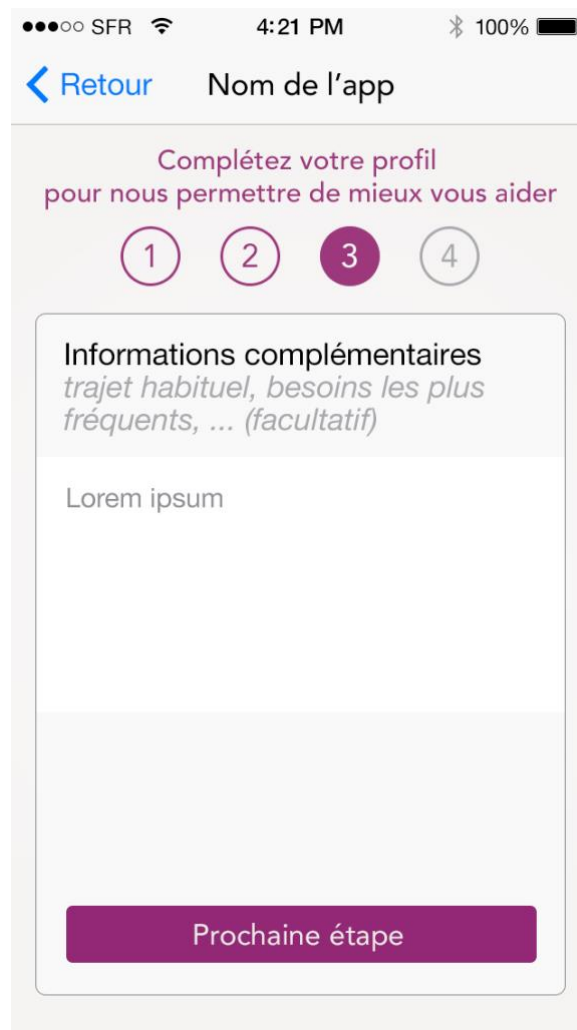 SFR 4:21 PM 100%
Retour Nom de l'app
Complétez votre profil
pour nous permettre de mieux vous aider
1 2 3 4
Informations complémentaires
trajet habituel, besoins les plus
fréquents, ... (facultatif)
Lorem ipsum
Prochaine étape